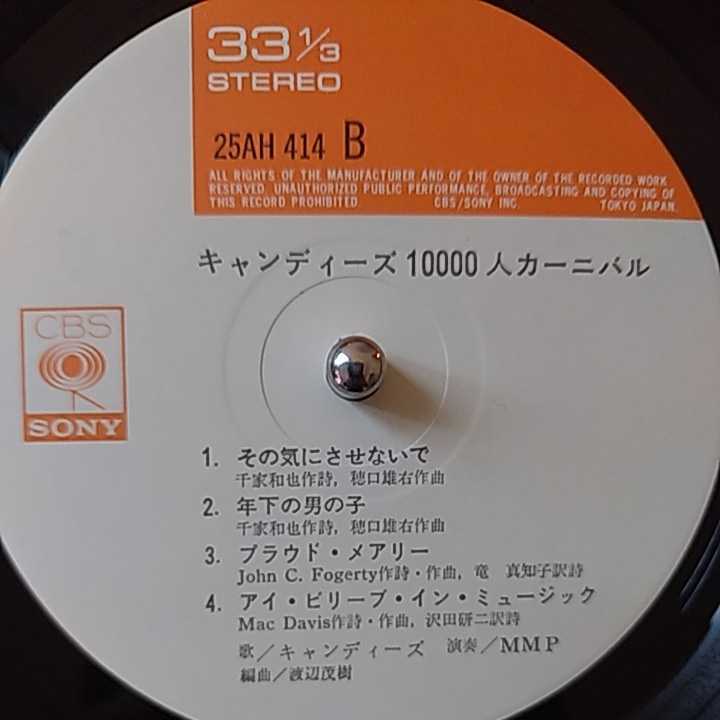 33 1/3
STEREO
25AH 414 B
ALL RIGHTS OF THE MANUFACTURER AND OF THE OWNER OF THE RECORDED WORK
RESERVED. UNAUTHORIZED PUBLIC PERFORMANCE, BROADCASTING AND COPYING OF
THIS RECORD PROHIBITED CBS/SONY INC. TOKYO JAPAN.
キャンディーズ 10000 人カーニバル
CBS
SONY
1. その気にさせないで
千家和也作詩, 穂口雄右作曲
2. 年下の男の子
千家和也作詩, 穂口雄右作曲
3. プラウド・メアリー
John C. Fogerty作詩・作曲, 竜 真知子訳詩
4. アイ・ビリーブ・イン・ミュージック
Mac Davis作詩・作曲, 沢田研二訳詩
歌/キャンディーズ 演奏/MMP
編曲/渡辺茂樹